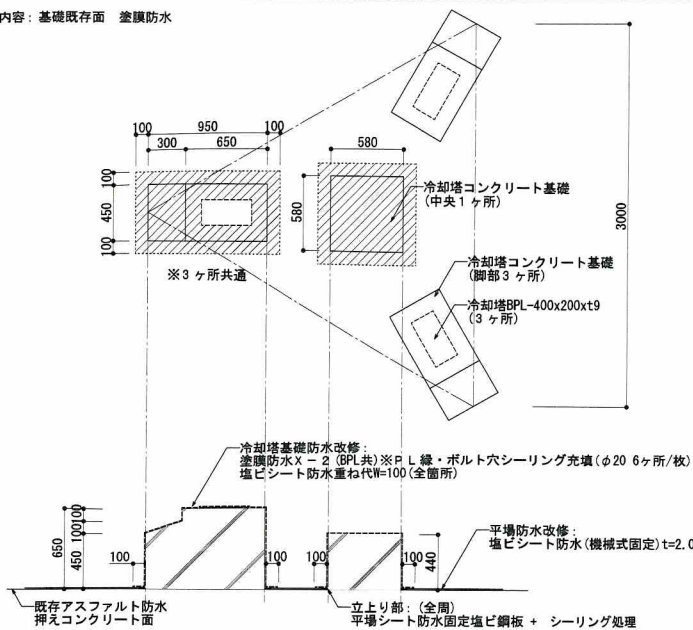 内容: 基礎既存面 塗膜防水
100
950
100
300
650
580
100
450
100
580
冷却塔コンクリート基礎
(中央1ヶ所)
3000
※3ヶ所共通
冷却塔コンクリート基礎
(脚部3ヶ所)
冷却塔BPL-400x200xt9
(3ヶ所)
冷却塔基礎防水改修:
塗膜防水X-2(BPL共)※PL縁・ボルト穴シーリング充填(φ20 6ヶ所/枚)
塩ビシート防水重ね代W=100(全箇所)
650
100
100
450
100
100
100
100
440
平場防水改修:
塩ビシート防水(機械式固定)t=2.0
既存アスファルト防水
押えコンクリート面
立上り部:(全周)
平場シート防水固定塩ビ鋼板 + シーリング処理